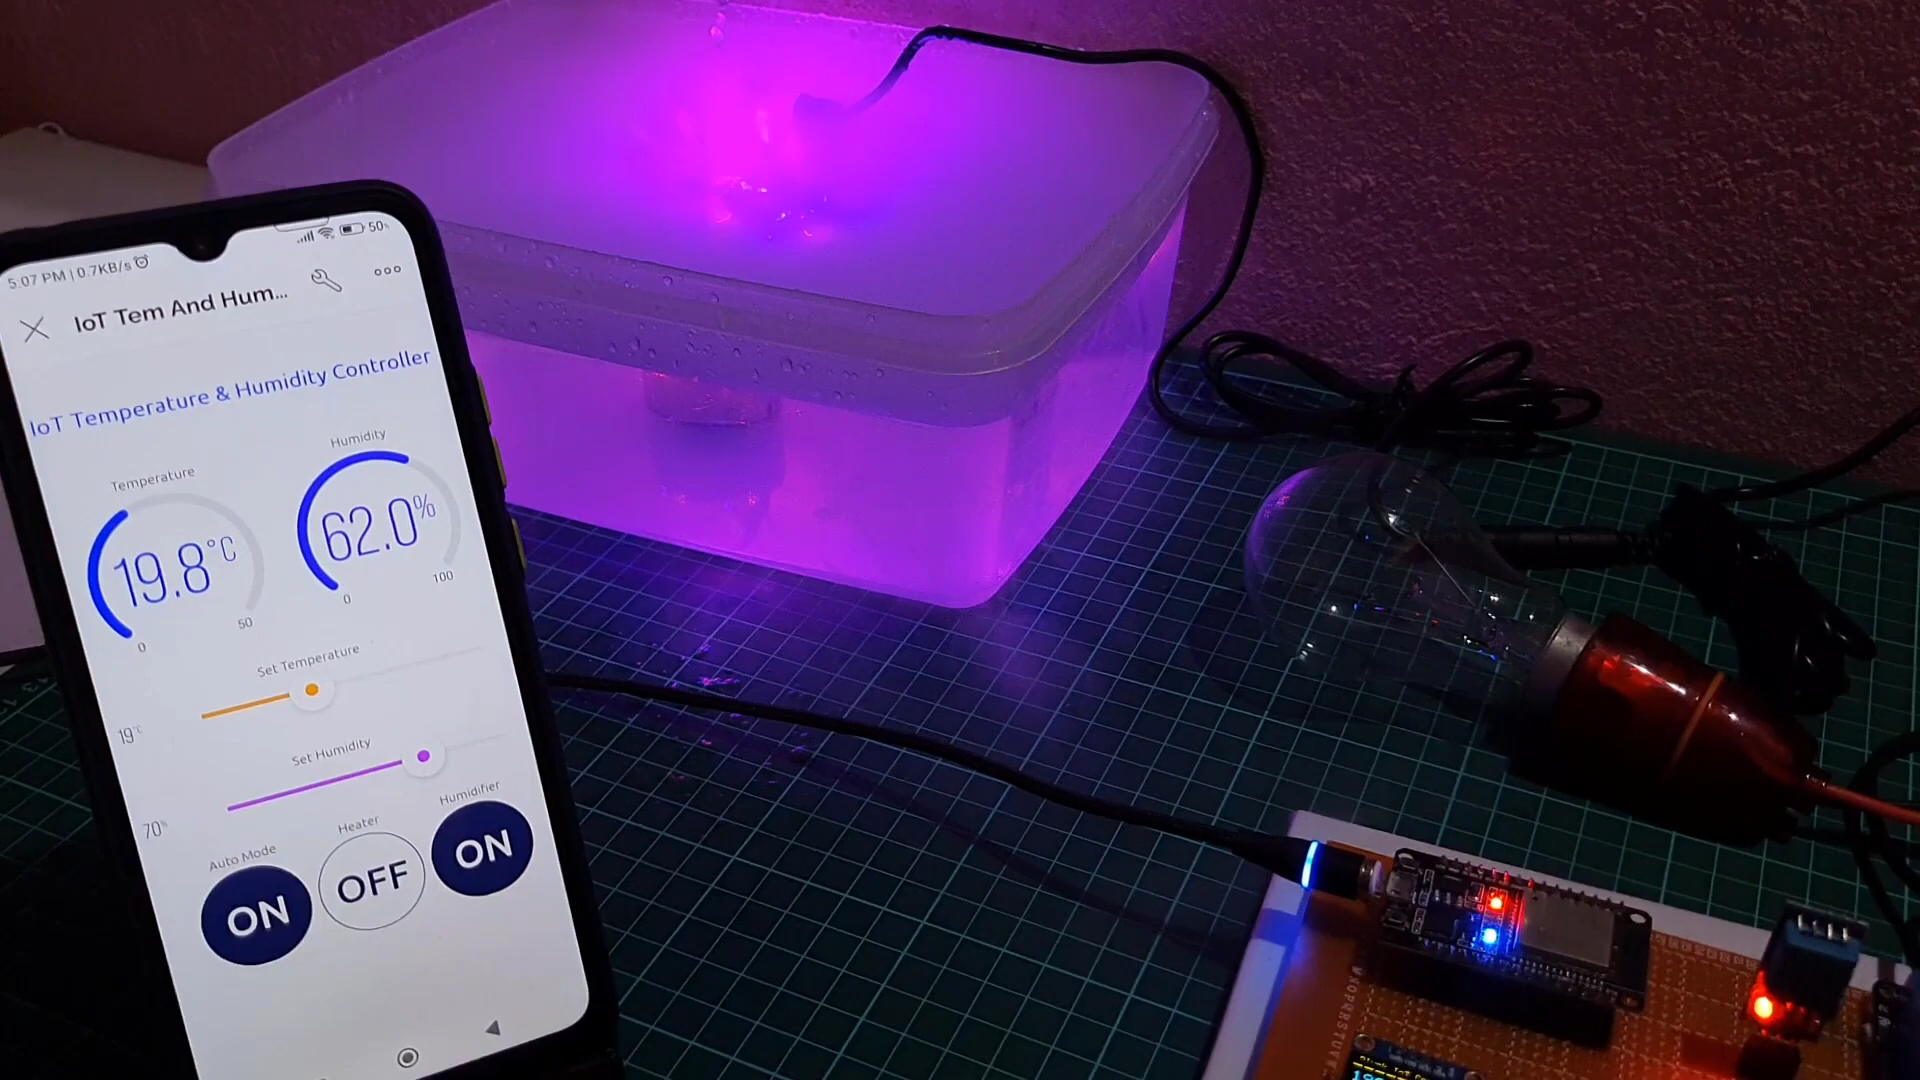 5:07 PM | 0.7KB/s
50%
IoT Tem And Hum...
IoT Temperature & Humidity Controller
Temperature
Humidity
19.8°C
62.0%
0
50
0
100
Set Temperature
19°C
Set Humidity
70%
Auto Mode
Heater
Humidifier
ON
OFF
ON